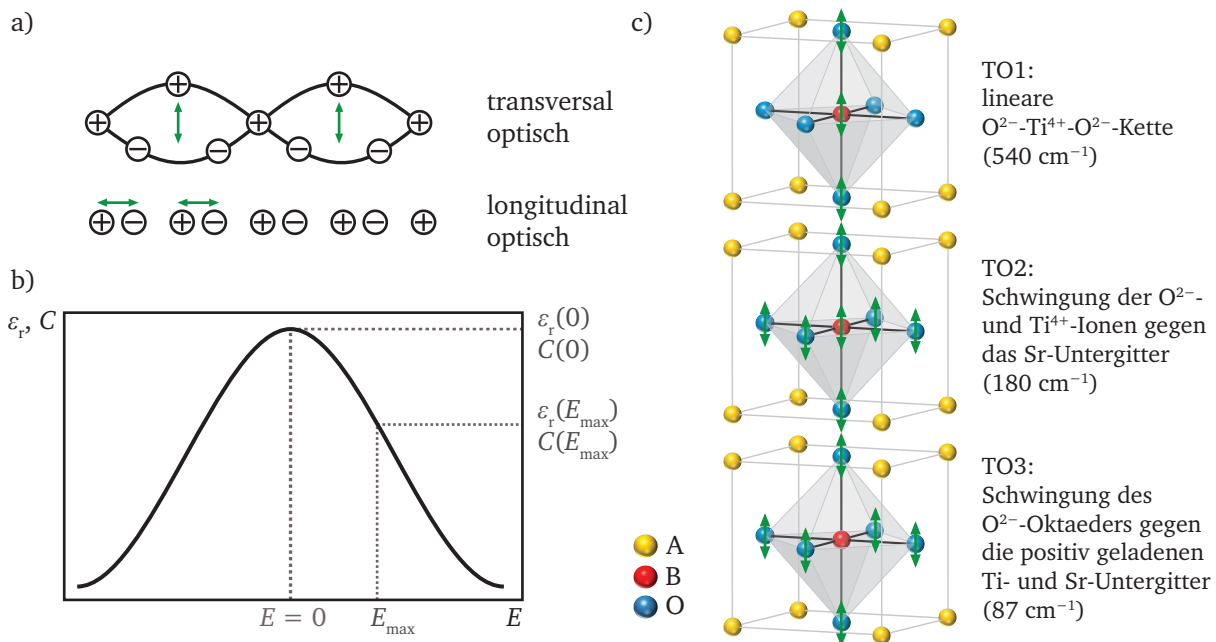 a)
+ + + + +
− − − −
transversal
optisch
+ − + − + − + − +
longitudinal
optisch
b)
εr, C
εr(0)
C(0)
εr(Emax)
C(Emax)
E = 0
Emax
E
c)
TO1:
lineare
O²⁻-Ti⁴⁺-O²⁻-Kette
(540 cm⁻¹)
TO2:
Schwingung der O²⁻-
und Ti⁴⁺-Ionen gegen
das Sr-Untergitter
(180 cm⁻¹)
TO3:
Schwingung des
O²⁻-Oktaeders gegen
die positiv geladenen
Ti- und Sr-Untergitter
(87 cm⁻¹)
A
B
O